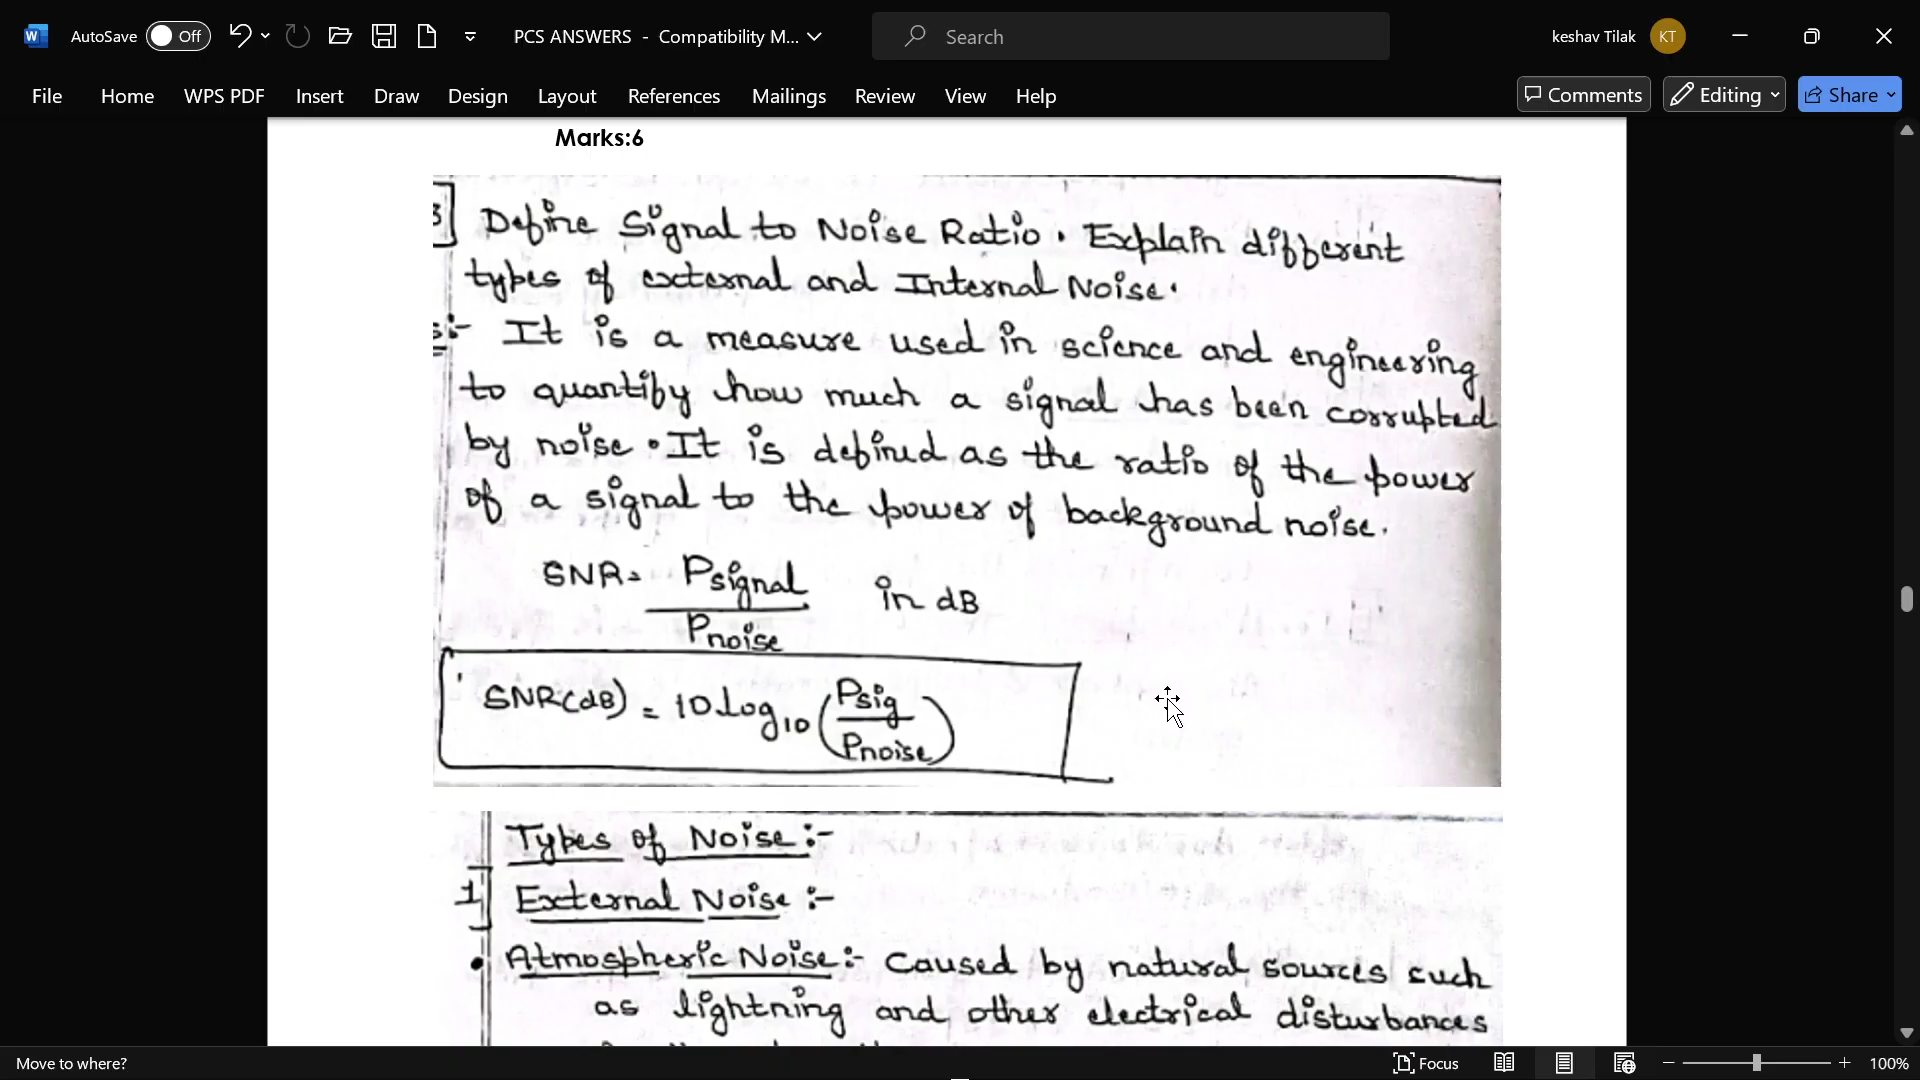 AutoSave Off PCS ANSWERS - Compatibility M... Search keshav Tilak KT
File Home WPS PDF Insert Draw Design Layout References Mailings Review View Help Comments Editing Share
Marks:6
3] Define Signal to Noise Ratio. Explain different
types of external and Internal Noise.
s:- It is a measure used in science and engineering
to quantify how much a signal has been corrupted
by noise. It is defined as the ratio of the power
of a signal to the power of background noise.
SNR = Psignal / Pnoise in dB
SNR(dB) = 10 log10 (Psig / Pnoise)
Types of Noise :-
1] External Noise :-
• Atmospheric Noise :- Caused by natural sources such
as lightning and other electrical disturbances
Move to where? Focus 100%